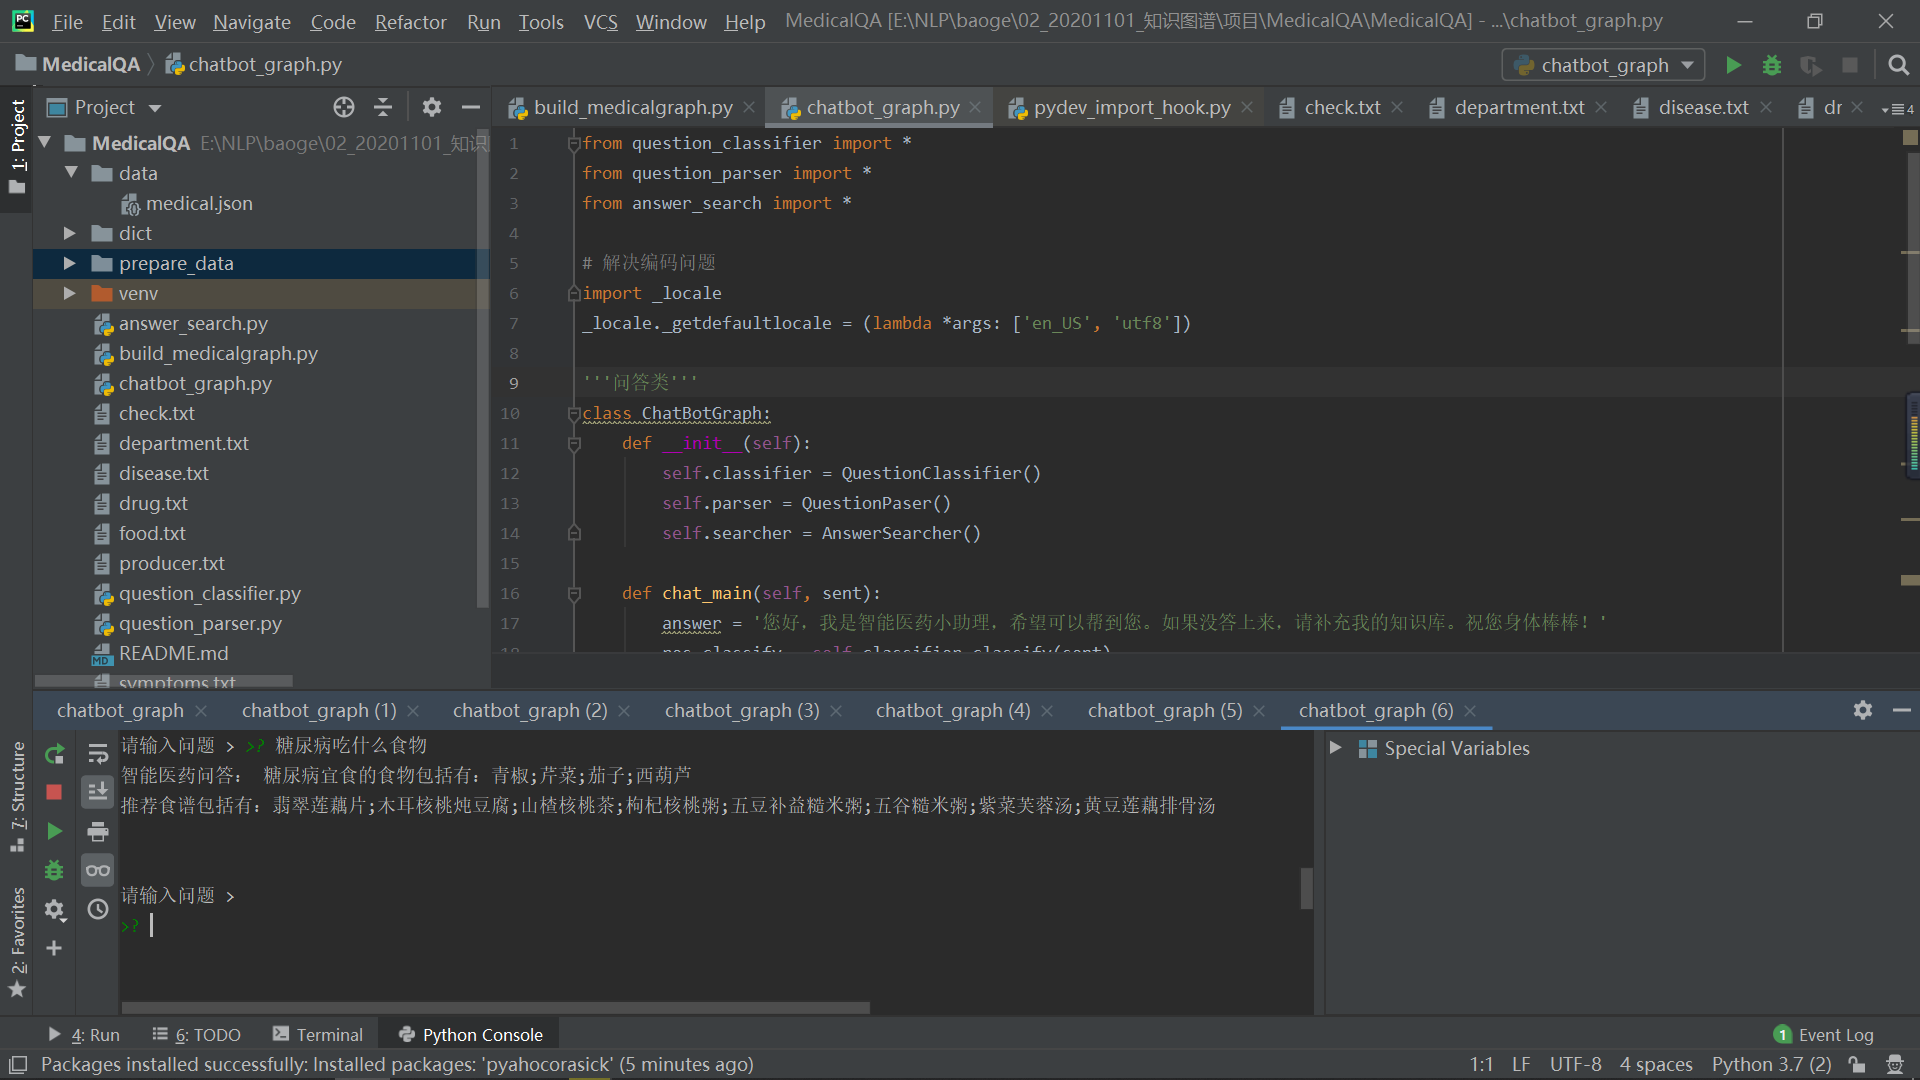 File Edit View Navigate Code Refactor Run Tools VCS Window Help MedicalQA [E:\NLP\baoge\02_20201101_知识图谱\项目\MedicalQA\MedicalQA] - ...\chatbot_graph.py
MedicalQA chatbot_graph.py chatbot_graph
1: Project
Project
MedicalQA E:\NLP\baoge\02_20201101_知识
data
medical.json
dict
prepare_data
venv
answer_search.py
build_medicalgraph.py
chatbot_graph.py
check.txt
department.txt
disease.txt
drug.txt
food.txt
producer.txt
question_classifier.py
question_parser.py
README.md
symptoms.txt
build_medicalgraph.py chatbot_graph.py pydev_import_hook.py check.txt department.txt disease.txt dr 4
1 from question_classifier import *
2 from question_parser import *
3 from answer_search import *
4
5 # 解决编码问题
6 import _locale
7 _locale._getdefaultlocale = (lambda *args: ['en_US', 'utf8'])
8
9 '''问答类'''
10 class ChatBotGraph:
11 def __init__(self):
12 self.classifier = QuestionClassifier()
13 self.parser = QuestionPaser()
14 self.searcher = AnswerSearcher()
15
16 def chat_main(self, sent):
17 answer = '您好，我是智能医药小助理，希望可以帮到您。如果没答上来，请补充我的知识库。祝您身体棒棒！'
18 res_classify = self.classifier.classify(sent)
chatbot_graph chatbot_graph (1) chatbot_graph (2) chatbot_graph (3) chatbot_graph (4) chatbot_graph (5) chatbot_graph (6)
请输入问题 > >? 糖尿病吃什么食物
智能医药问答： 糖尿病宜食的食物包括有：青椒;芹菜;茄子;西葫芦
推荐食谱包括有：翡翠莲藕片;木耳核桃炖豆腐;山楂核桃茶;枸杞核桃粥;五豆补益糙米粥;五谷糙米粥;紫菜芙蓉汤;黄豆莲藕排骨汤
请输入问题 >
>?
Special Variables
7: Structure
2: Favorites
4: Run 6: TODO Terminal Python Console 1 Event Log
Packages installed successfully: Installed packages: 'pyahocorasick' (5 minutes ago) 1:1 LF UTF-8 4 spaces Python 3.7 (2)